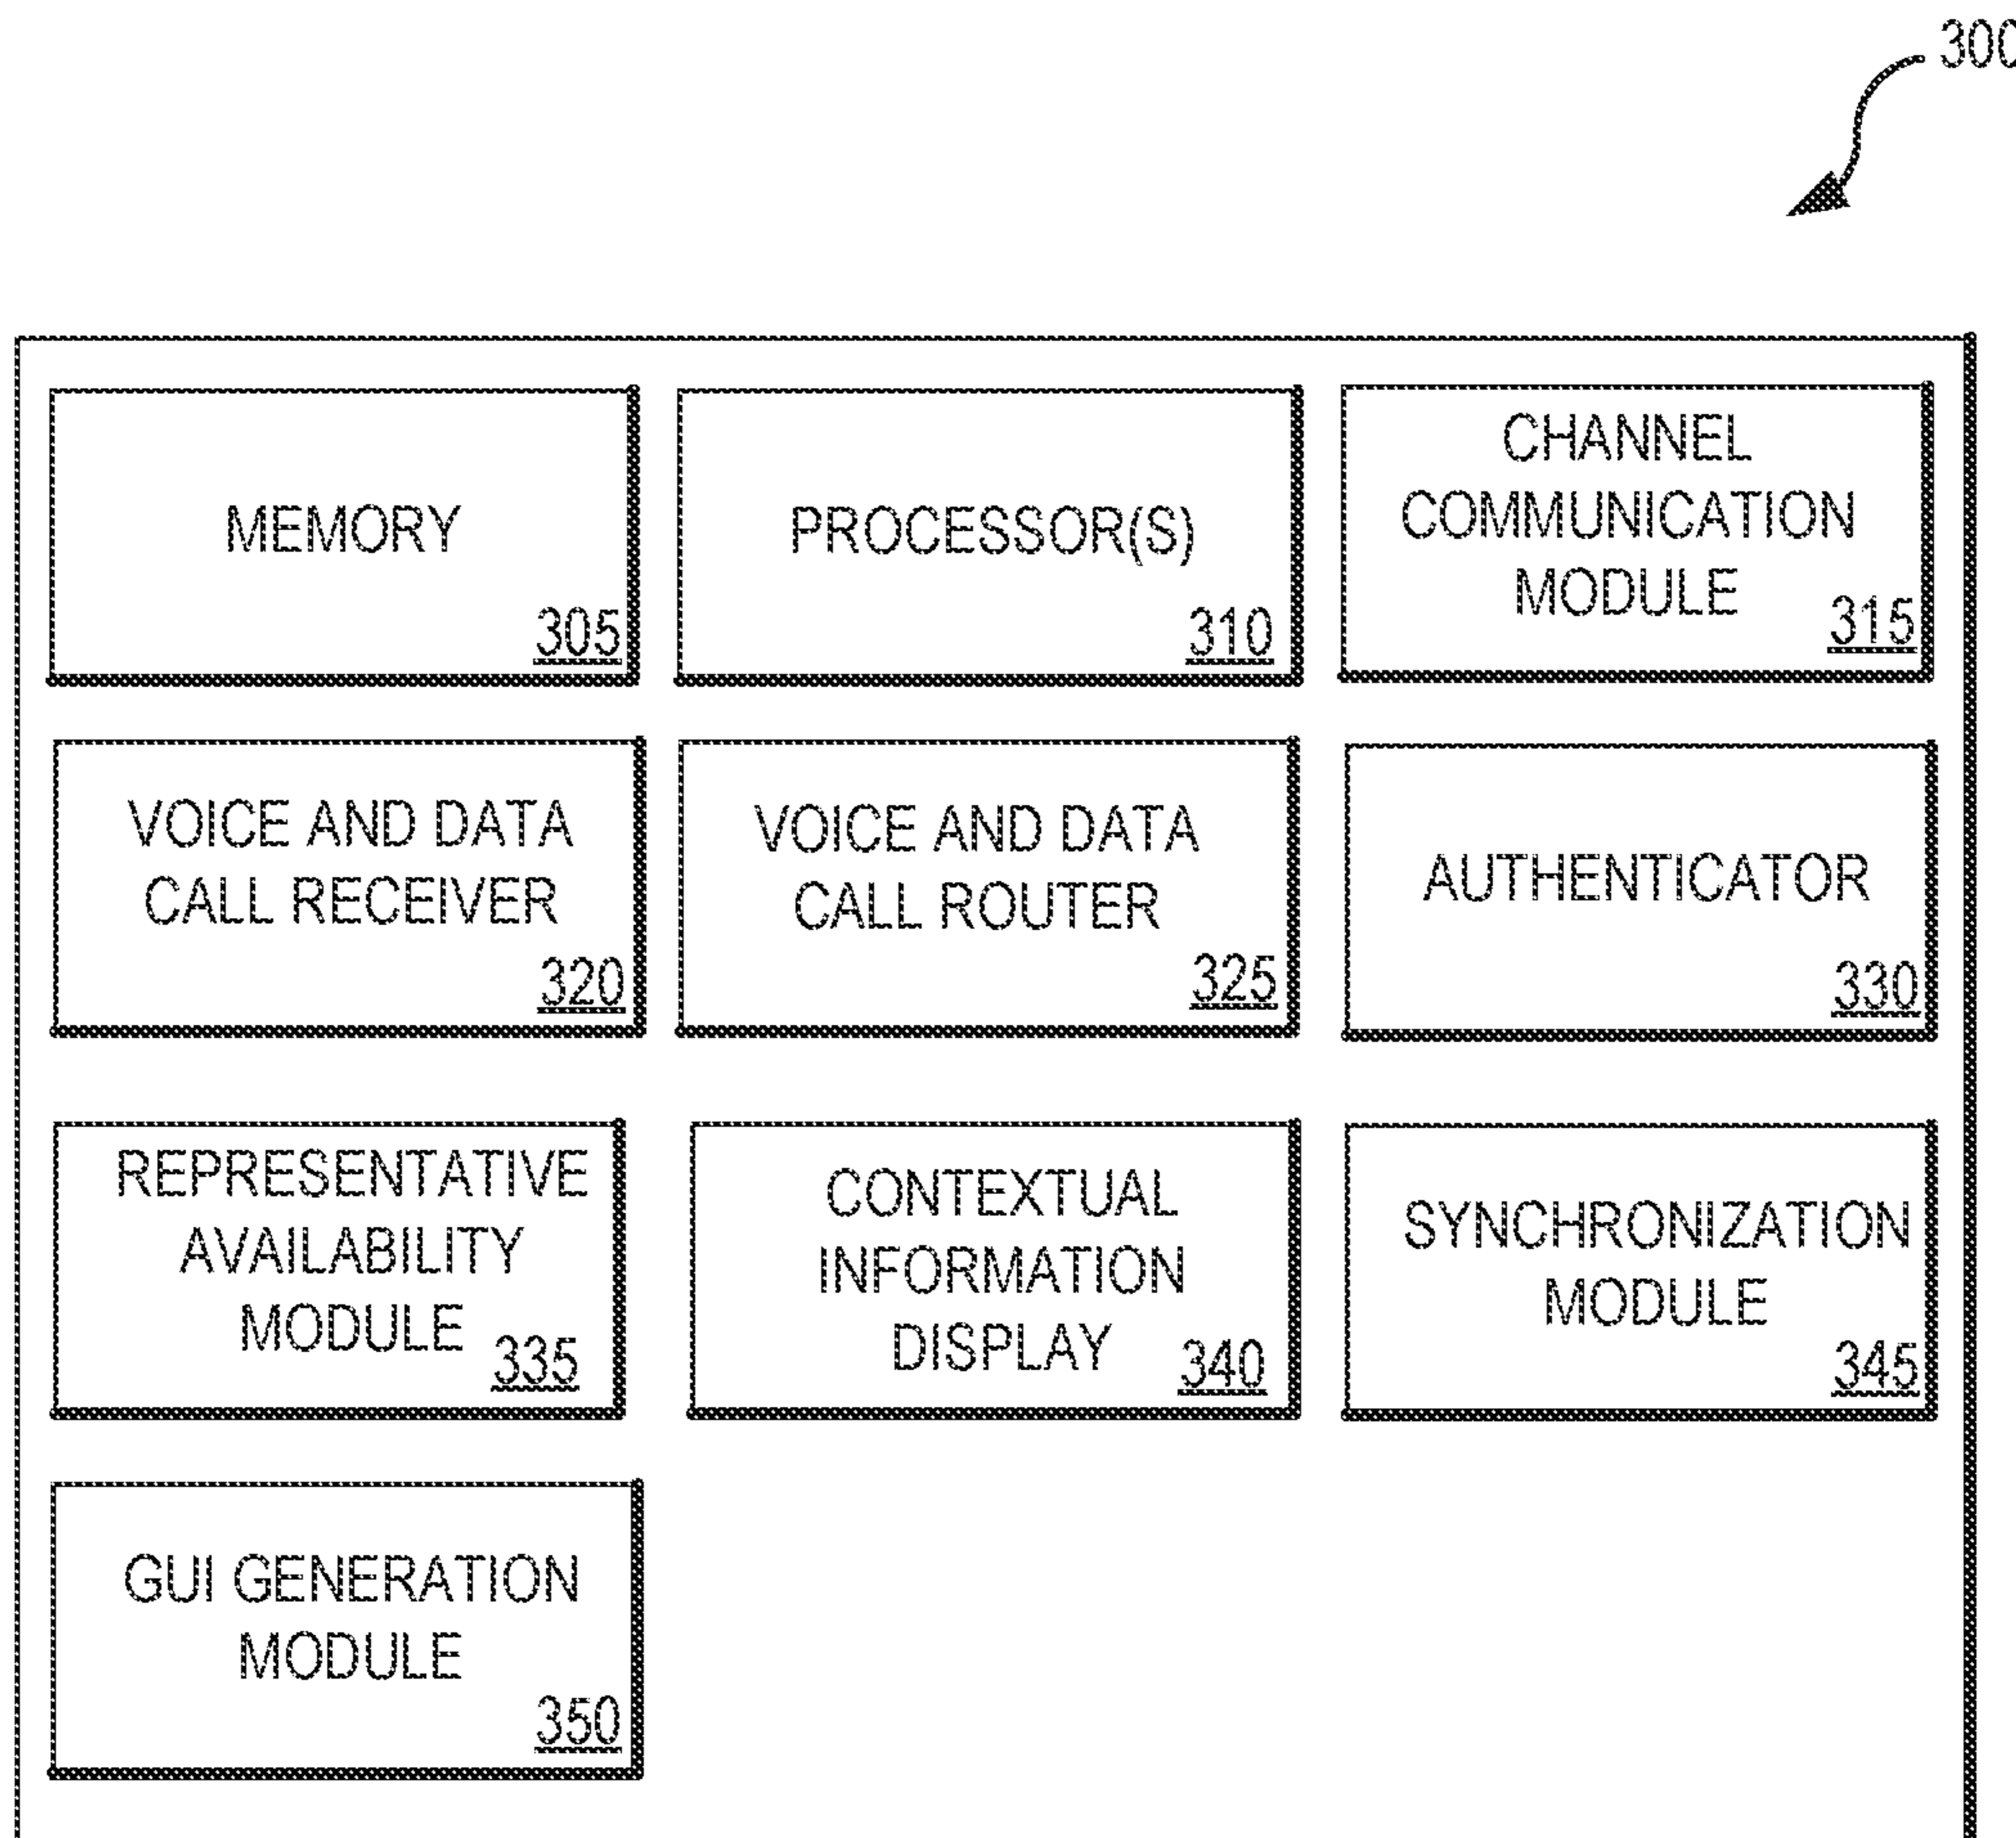 300
MEMORY
305
PROCESSOR(S)
310
CHANNEL
COMMUNICATION
MODULE
315
VOICE AND DATA
CALL RECEIVER
320
VOICE AND DATA
CALL ROUTER
325
AUTHENTICATOR
330
REPRESENTATIVE
AVAILABILITY
MODULE
335
CONTEXTUAL
INFORMATION
DISPLAY
340
SYNCHRONIZATION
MODULE
345
GUI GENERATION
MODULE
350